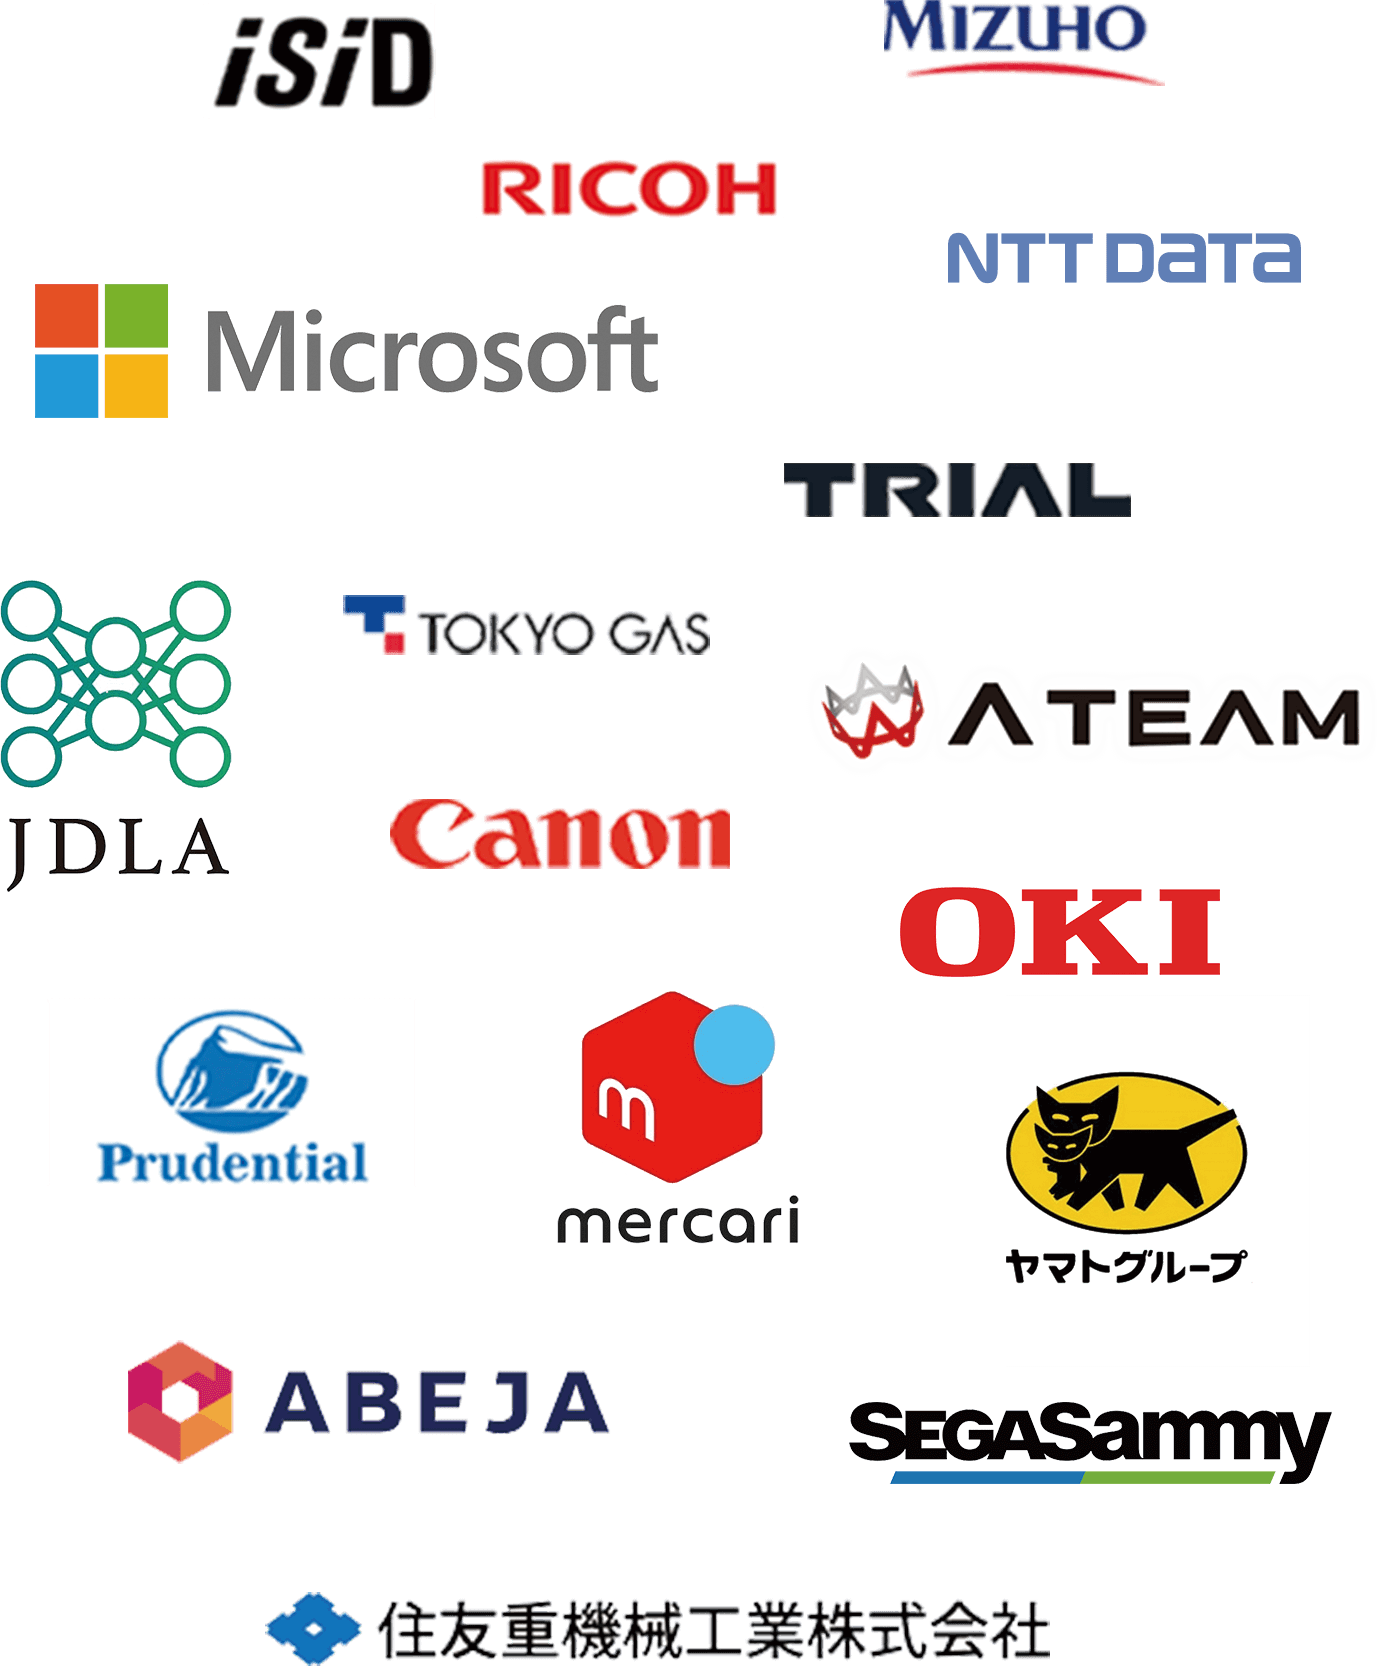 iSiD
MIZUHO
RICOH
NTT DATA
Microsoft
TRIAL
TOKYO GAS
ATEAM
JDLA
Canon
OKI
Prudential
m
mercari
ヤマトグループ
ABEJA
SEGASammy
住友重機械工業株式会社